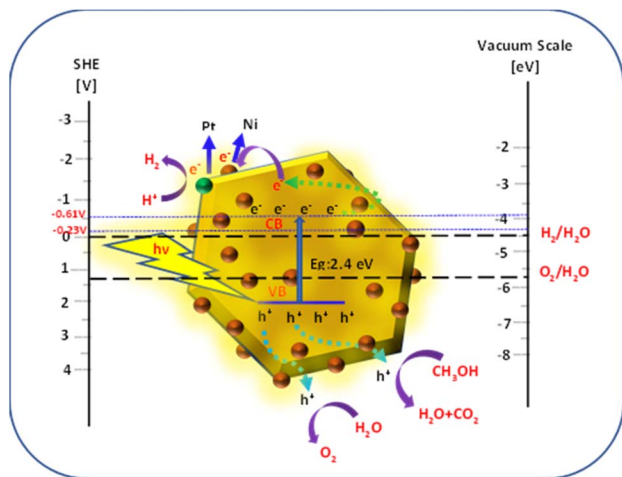 SHE
[V]
Vacuum Scale
[eV]
-3
-2
-1
-0.61V
-0.23V
0
1
2
3
4
-2
-3
-4
-5
-6
-7
-8
H₂/H₂O
O₂/H₂O
Pt
Ni
H₂
H⁺
e⁻
e⁻
e⁻
e⁻ e⁻ e⁻ e⁻
CB
hν
Eg:2.4 eV
VB
h⁺ h⁺ h⁺ h⁺
h⁺
CH₃OH
H₂O+CO₂
h⁺
H₂O
O₂